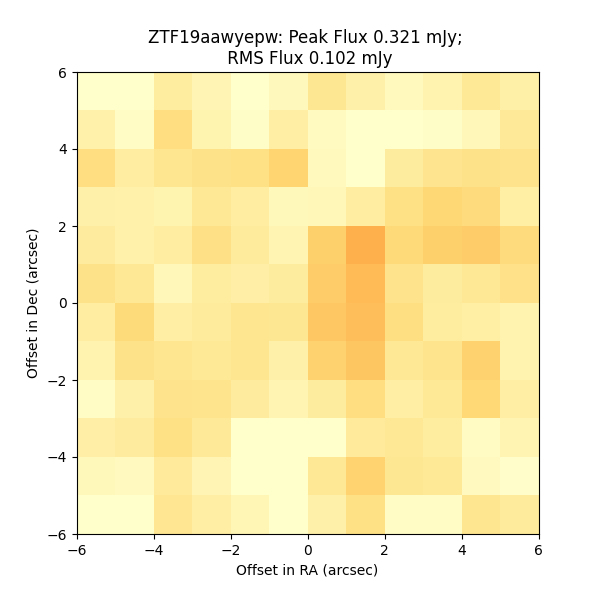 ZTF19aawyepw: Peak Flux 0.321 mJy;
RMS Flux 0.102 mJy
6
4
2
0
−2
−4
−6
Offset in Dec (arcsec)
−6 −4 −2 0 2 4 6
Offset in RA (arcsec)